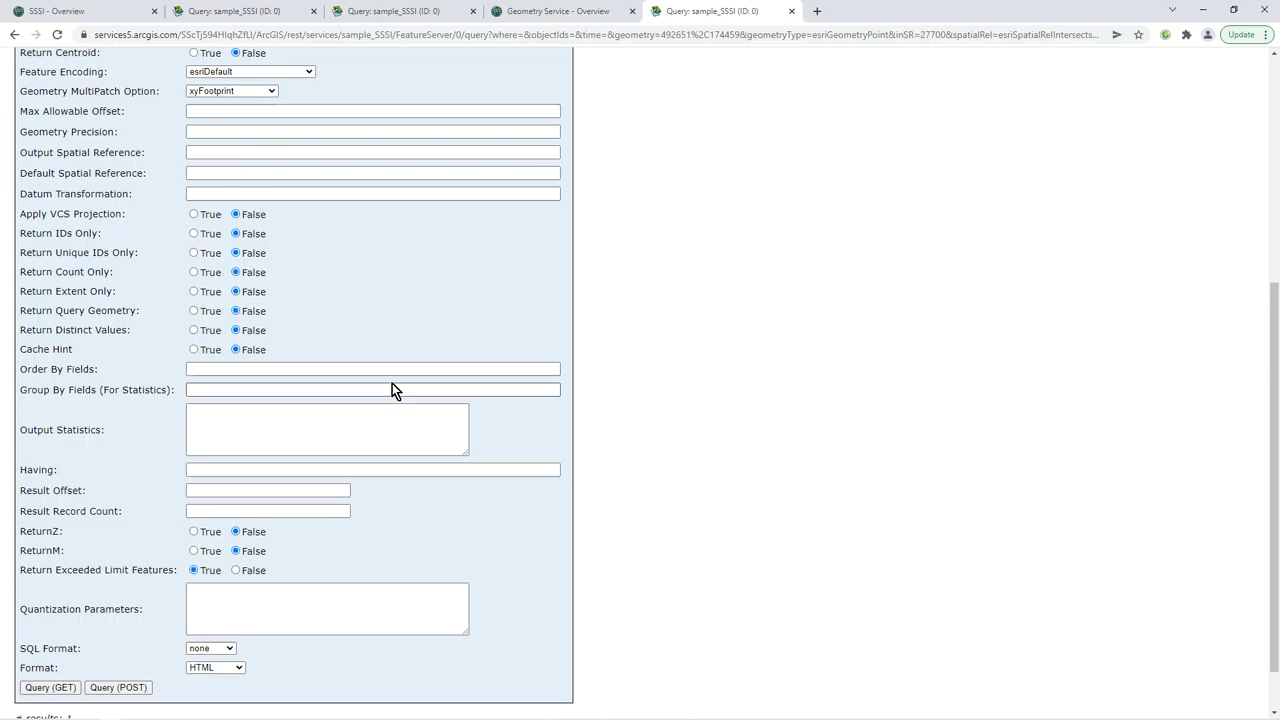 SSSI - Overview
Query: sample_SSSI (ID: 0)
Query: sample_SSSI (ID: 0)
Geometry Service - Overview
Query: sample_SSSI (ID: 0)
services5.arcgis.com/SScTj594HIqhZfLI/ArcGIS/rest/services/sample_SSSI/FeatureServer/0/query?where=&objectIds=&time=&geometry=492651%2C174459&geometryType=esriGeometryPoint&inSR=27700&spatialRel=esriSpatialRelIntersects...
Update
Return Centroid: True False
Feature Encoding: esriDefault
Geometry MultiPatch Option: xyFootprint
Max Allowable Offset:
Geometry Precision:
Output Spatial Reference:
Default Spatial Reference:
Datum Transformation:
Apply VCS Projection: True False
Return IDs Only: True False
Return Unique IDs Only: True False
Return Count Only: True False
Return Extent Only: True False
Return Query Geometry: True False
Return Distinct Values: True False
Cache Hint True False
Order By Fields:
Group By Fields (For Statistics):
Output Statistics:
Having:
Result Offset:
Result Record Count:
ReturnZ: True False
ReturnM: True False
Return Exceeded Limit Features: True False
Quantization Parameters:
SQL Format: none
Format: HTML
Query (GET) Query (POST)
# results: 1